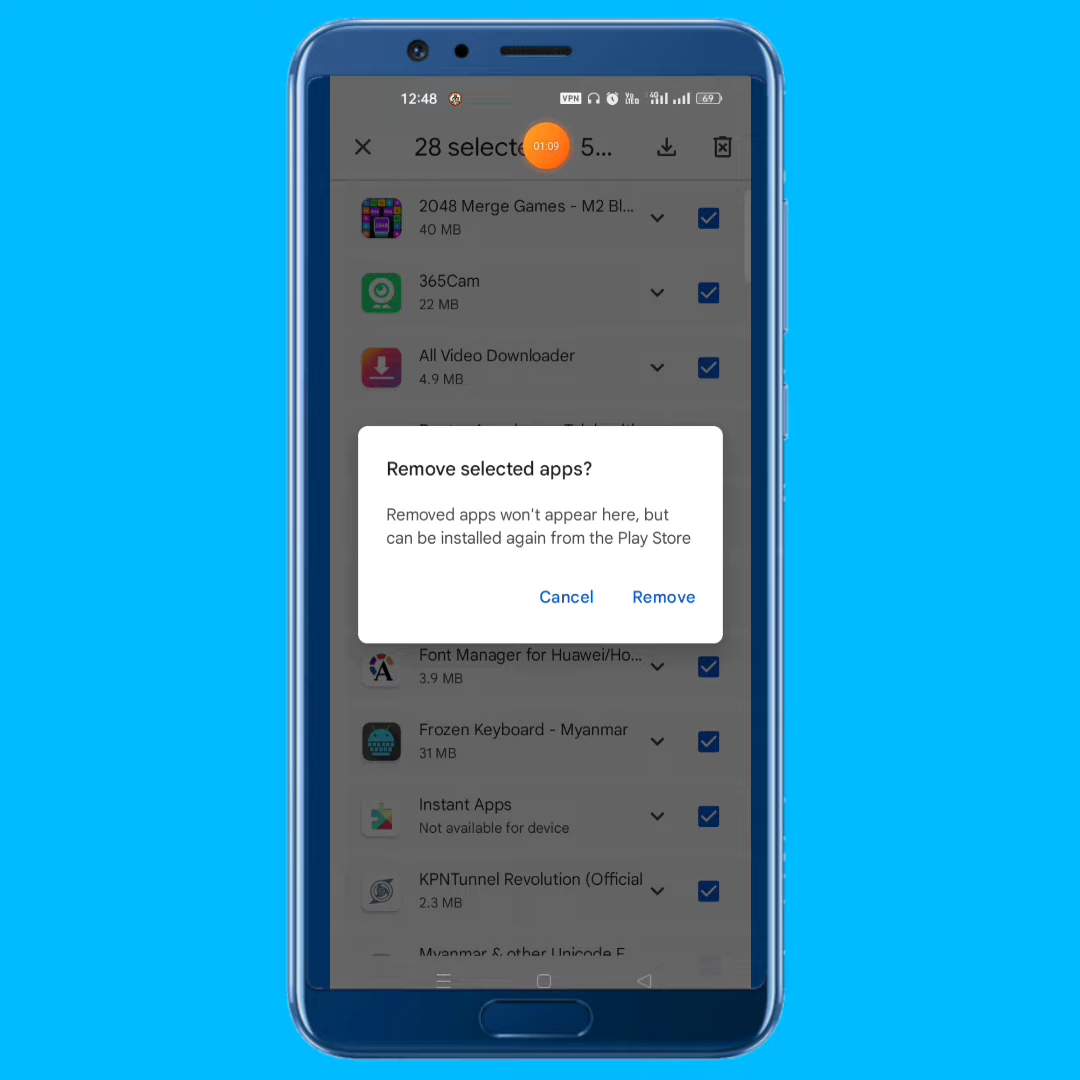 12:48 VPN 4G 69
28 selecte 01:09 5...
2048 Merge Games - M2 Bl...
40 MB
365Cam
22 MB
All Video Downloader
4.9 MB
Remove selected apps?
Removed apps won't appear here, but
can be installed again from the Play Store
Cancel Remove
Font Manager for Huawei/Ho...
3.9 MB
Frozen Keyboard - Myanmar
31 MB
Instant Apps
Not available for device
KPNTunnel Revolution (Official
2.3 MB
Myanmar & other Unicode F